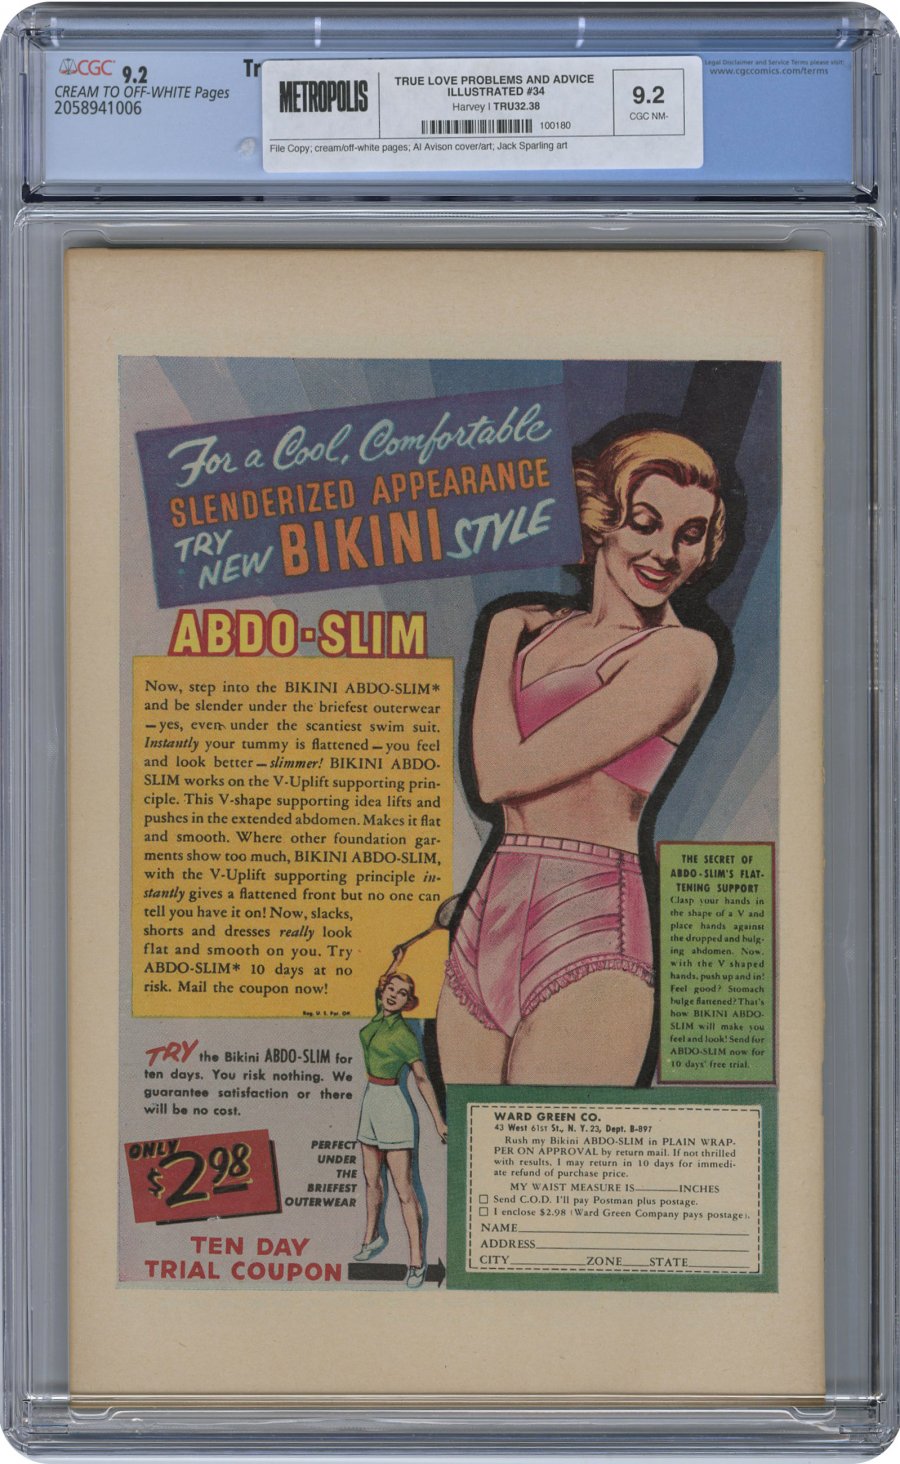 CGC 9.2
CREAM TO OFF-WHITE Pages
2058941006
Tr
METROPOLIS
TRUE LOVE PROBLEMS AND ADVICE
ILLUSTRATED #34
Harvey | TRU32.38
100180
9.2
CGC NM-
File Copy; cream/off-white pages; Al Avison cover/art; Jack Sparling art
Legal Disclaimer and Service Terms please visit:
www.cgccomics.com/terms
For a Cool, Comfortable
SLENDERIZED APPEARANCE
TRY NEW BIKINI STYLE
ABDO-SLIM
Now, step into the BIKINI ABDO-SLIM*
and be slender under the briefest outerwear
—yes, even under the scantiest swim suit.
Instantly your tummy is flattened—you feel
and look better—slimmer! BIKINI ABDO-
SLIM works on the V-Uplift supporting prin-
ciple. This V-shape supporting idea lifts and
pushes in the extended abdomen. Makes it flat
and smooth. Where other foundation gar-
ments show too much, BIKINI ABDO-SLIM,
with the V-Uplift supporting principle in-
stantly gives a flattened front but no one can
tell you have it on! Now, slacks,
shorts and dresses really look
flat and smooth on you. Try
ABDO-SLIM* 10 days at no
risk. Mail the coupon now!
Reg. U. S. Pat. Off.
TRY the Bikini ABDO-SLIM for
ten days. You risk nothing. We
guarantee satisfaction or there
will be no cost.
ONLY
$2.98
PERFECT
UNDER
THE
BRIEFEST
OUTERWEAR
TEN DAY
TRIAL COUPON
THE SECRET OF
ABDO-SLIM'S FLAT-
TENING SUPPORT
Clasp your hands in
the shape of a V and
place hands against
the dropped and bulg-
ing abdomen. Now,
with the V shaped
hands, push up and in!
Feel good? Stomach
bulge flattened? That's
how BIKINI ABDO-
SLIM will make you
feel and look! Send for
ABDO-SLIM now for
10 days' free trial.
WARD GREEN CO.
43 West 61st St., N. Y. 23, Dept. B-897
Rush my Bikini ABDO-SLIM in PLAIN WRAP-
PER ON APPROVAL by return mail. If not thrilled
with results, I may return in 10 days for immedi-
ate refund of purchase price.
MY WAIST MEASURE IS______INCHES
☐ Send C.O.D. I'll pay Postman plus postage.
☐ I enclose $2.98 (Ward Green Company pays postage).
NAME
ADDRESS
CITY______ZONE____STATE______